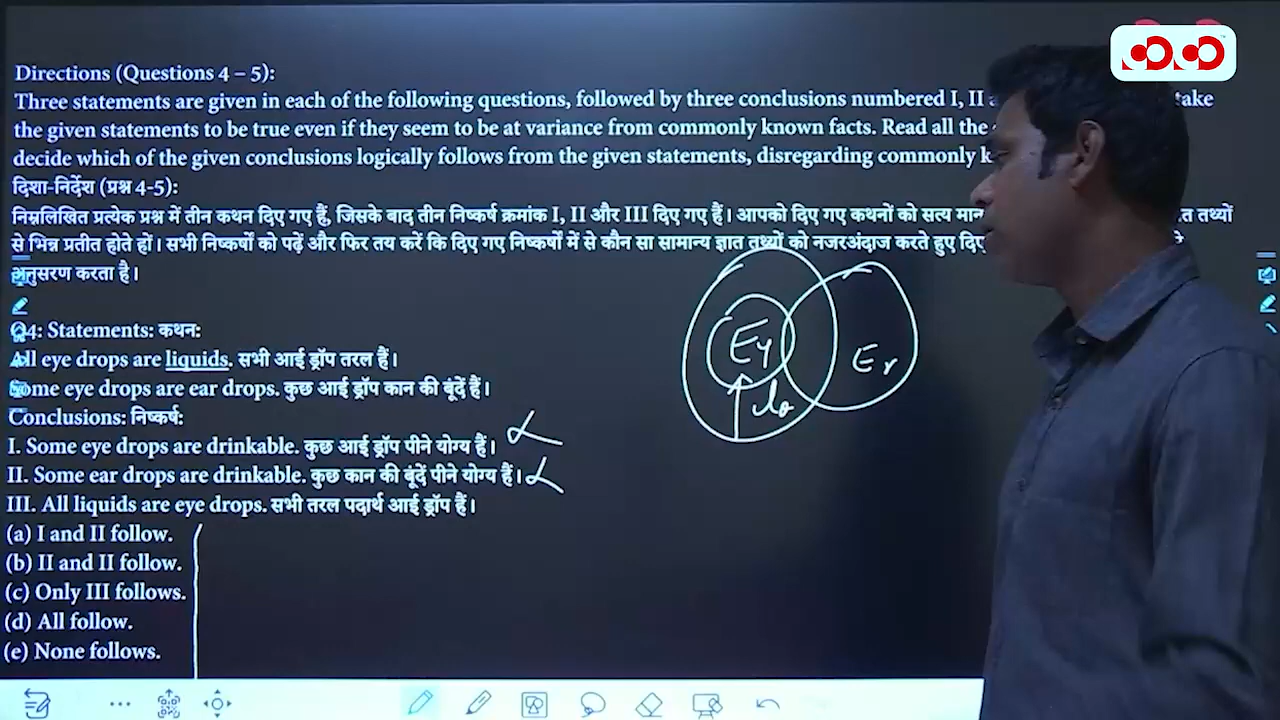 Directions (Questions 4 – 5):
Three statements are given in each of the following questions, followed by three conclusions numbered I, II take
the given statements to be true even if they seem to be at variance from commonly known facts. Read all the
decide which of the given conclusions logically follows from the given statements, disregarding commonly
दिशा-निर्देश (प्रश्न 4-5):
निम्नलिखित प्रत्येक प्रश्न में तीन कथन दिए गए हैं, जिसके बाद तीन निष्कर्ष क्रमांक I, II और III दिए गए हैं। आपको दिए गए कथनों को सत्य तथ्यों
से भिन्न प्रतीत होते हों। सभी निष्कर्षों को पढ़ें और फिर तय करें कि दिए गए निष्कर्षों में से कौन सा सामान्य ज्ञात तथ्यों को नजरअंदाज करते हुए
अनुसरण करता है।
Q4: Statements: कथन:
All eye drops are liquids. सभी आई ड्रॉप तरल हैं।
Some eye drops are ear drops. कुछ आई ड्रॉप कान की बूंदें हैं।
Conclusions: निष्कर्ष:
I. Some eye drops are drinkable. कुछ आई ड्रॉप पीने योग्य हैं।
II. Some ear drops are drinkable. कुछ कान की बूंदें पीने योग्य हैं।
III. All liquids are eye drops. सभी तरल पदार्थ आई ड्रॉप हैं।
(a) I and II follow.
(b) II and II follow.
(c) Only III follows.
(d) All follow.
(e) None follows.
Ey
Er